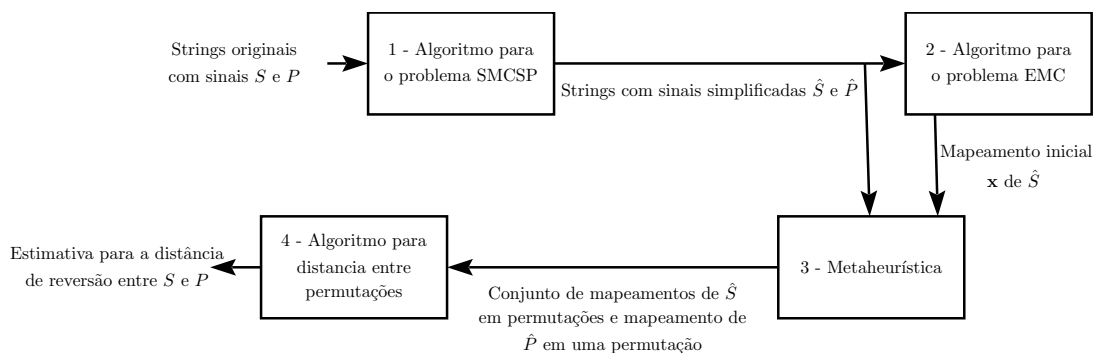 Strings originais
com sinais S e P
1 - Algoritmo para
o problema SMCSP
Strings com sinais simplificadas Ŝ e P̂
2 - Algoritmo para
o problema EMC
Mapeamento inicial
x de Ŝ
3 - Metaheurística
Conjunto de mapeamentos de Ŝ
em permutações e mapeamento de
P̂ em uma permutação
4 - Algoritmo para
distancia entre
permutações
Estimativa para a distância
de reversão entre S e P